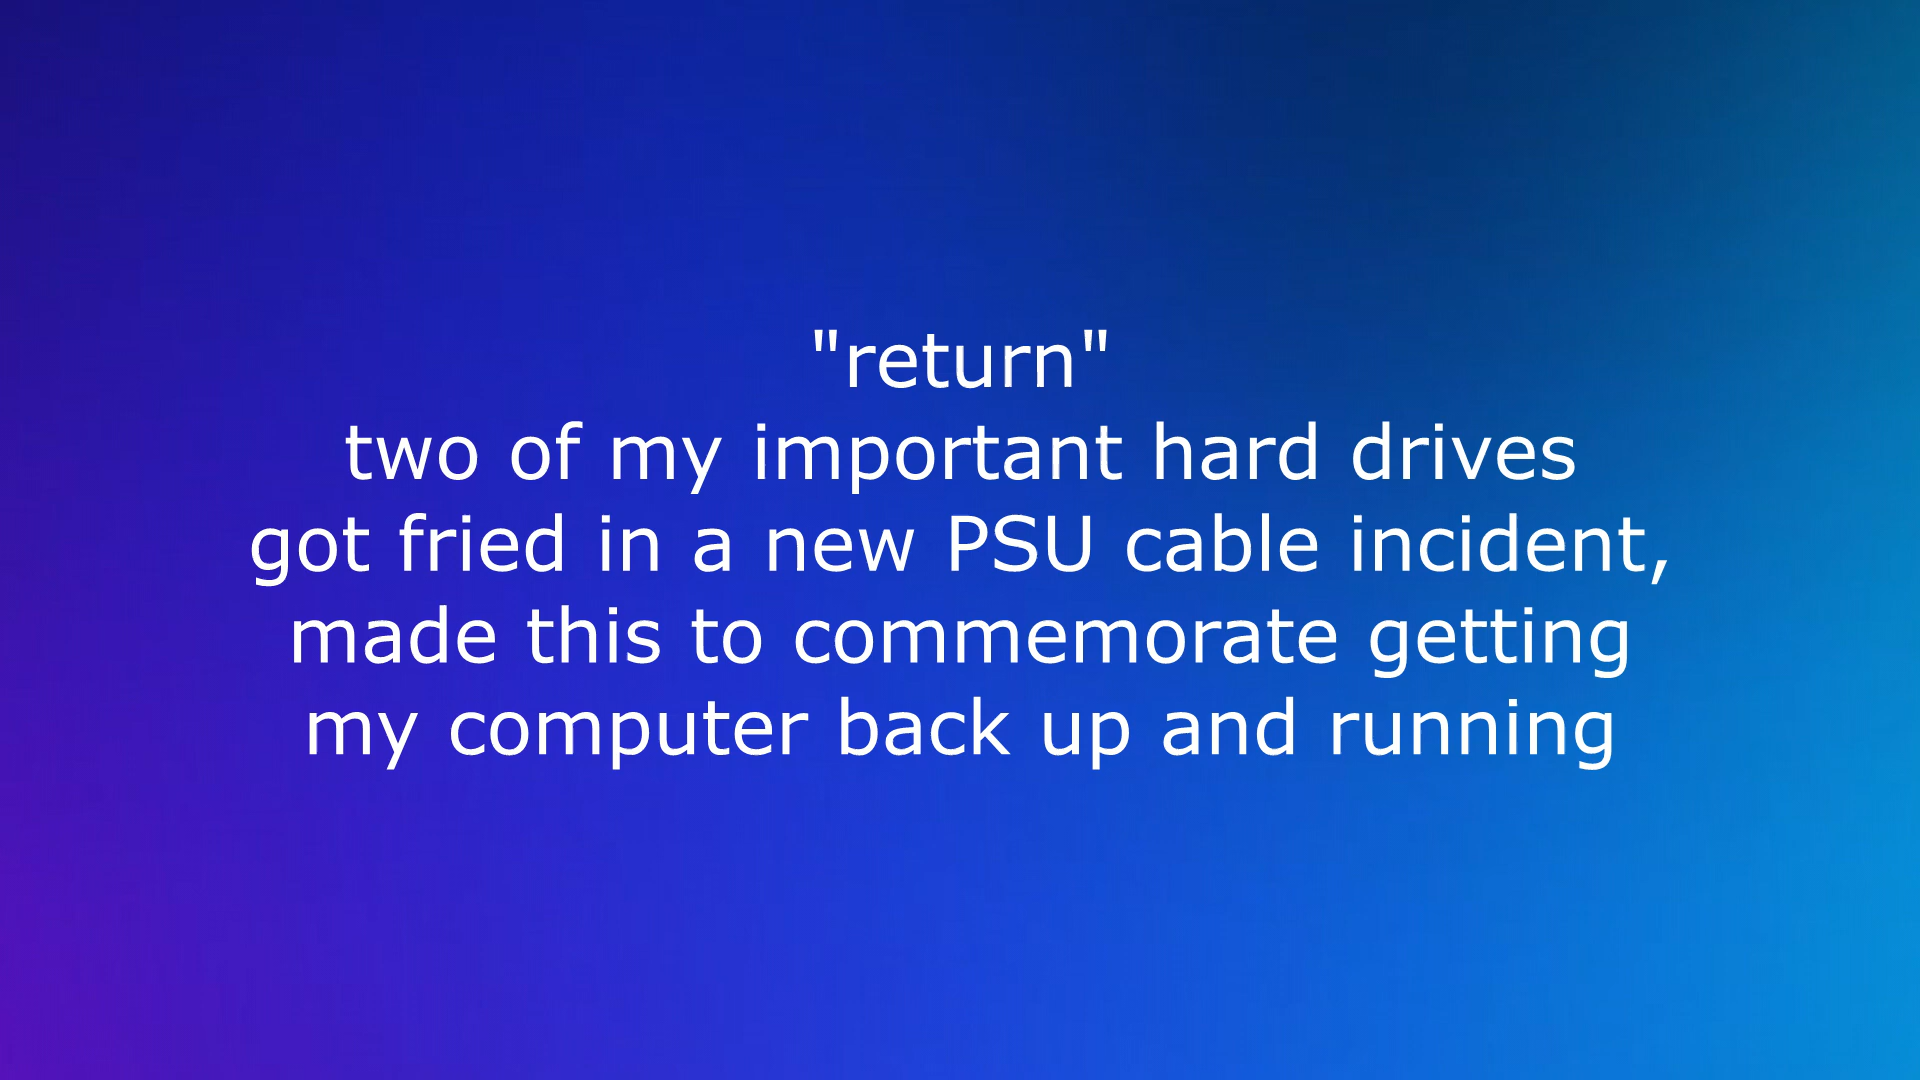 "return"
two of my important hard drives
got fried in a new PSU cable incident,
made this to commemorate getting
my computer back up and running